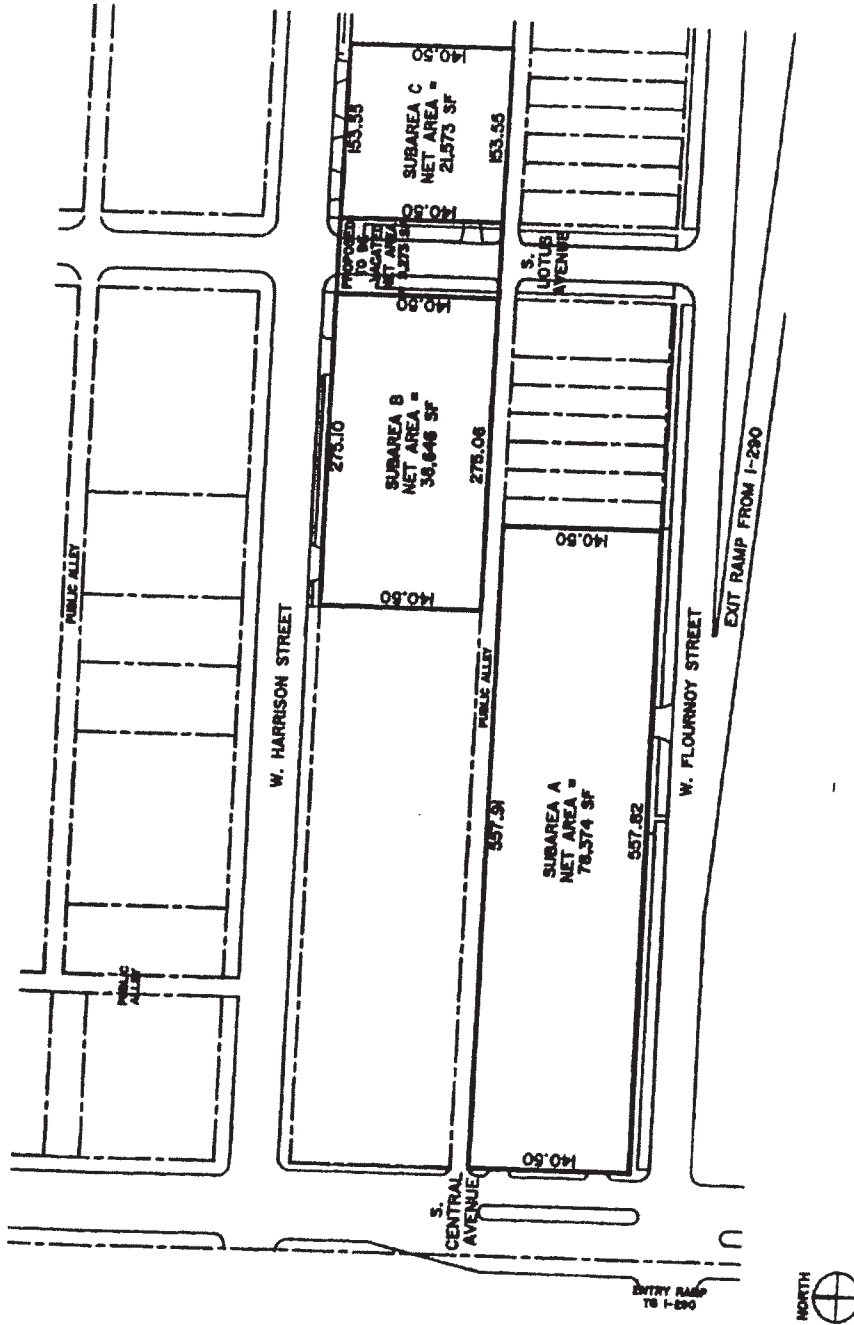 140.50
153.55
SUBAREA C
NET AREA =
21,573 SF
153.55
140.50
PROPOSED
TO BE
VACATED
NET AREA
S.
LOTUS
AVENUE
140.50
275.10
SUBAREA B
NET AREA =
38,646 SF
275.06
140.50
140.50
EXIT RAMP FROM I-290
PUBLIC ALLEY
W. HARRISON STREET
PUBLIC ALLEY
W. FLOURNOY STREET
557.91
SUBAREA A
NET AREA =
78,374 SF
557.82
PUBLIC
ALLEY
140.50
S.
CENTRAL
AVENUE
ENTRY RAMP
TO I-290
NORTH